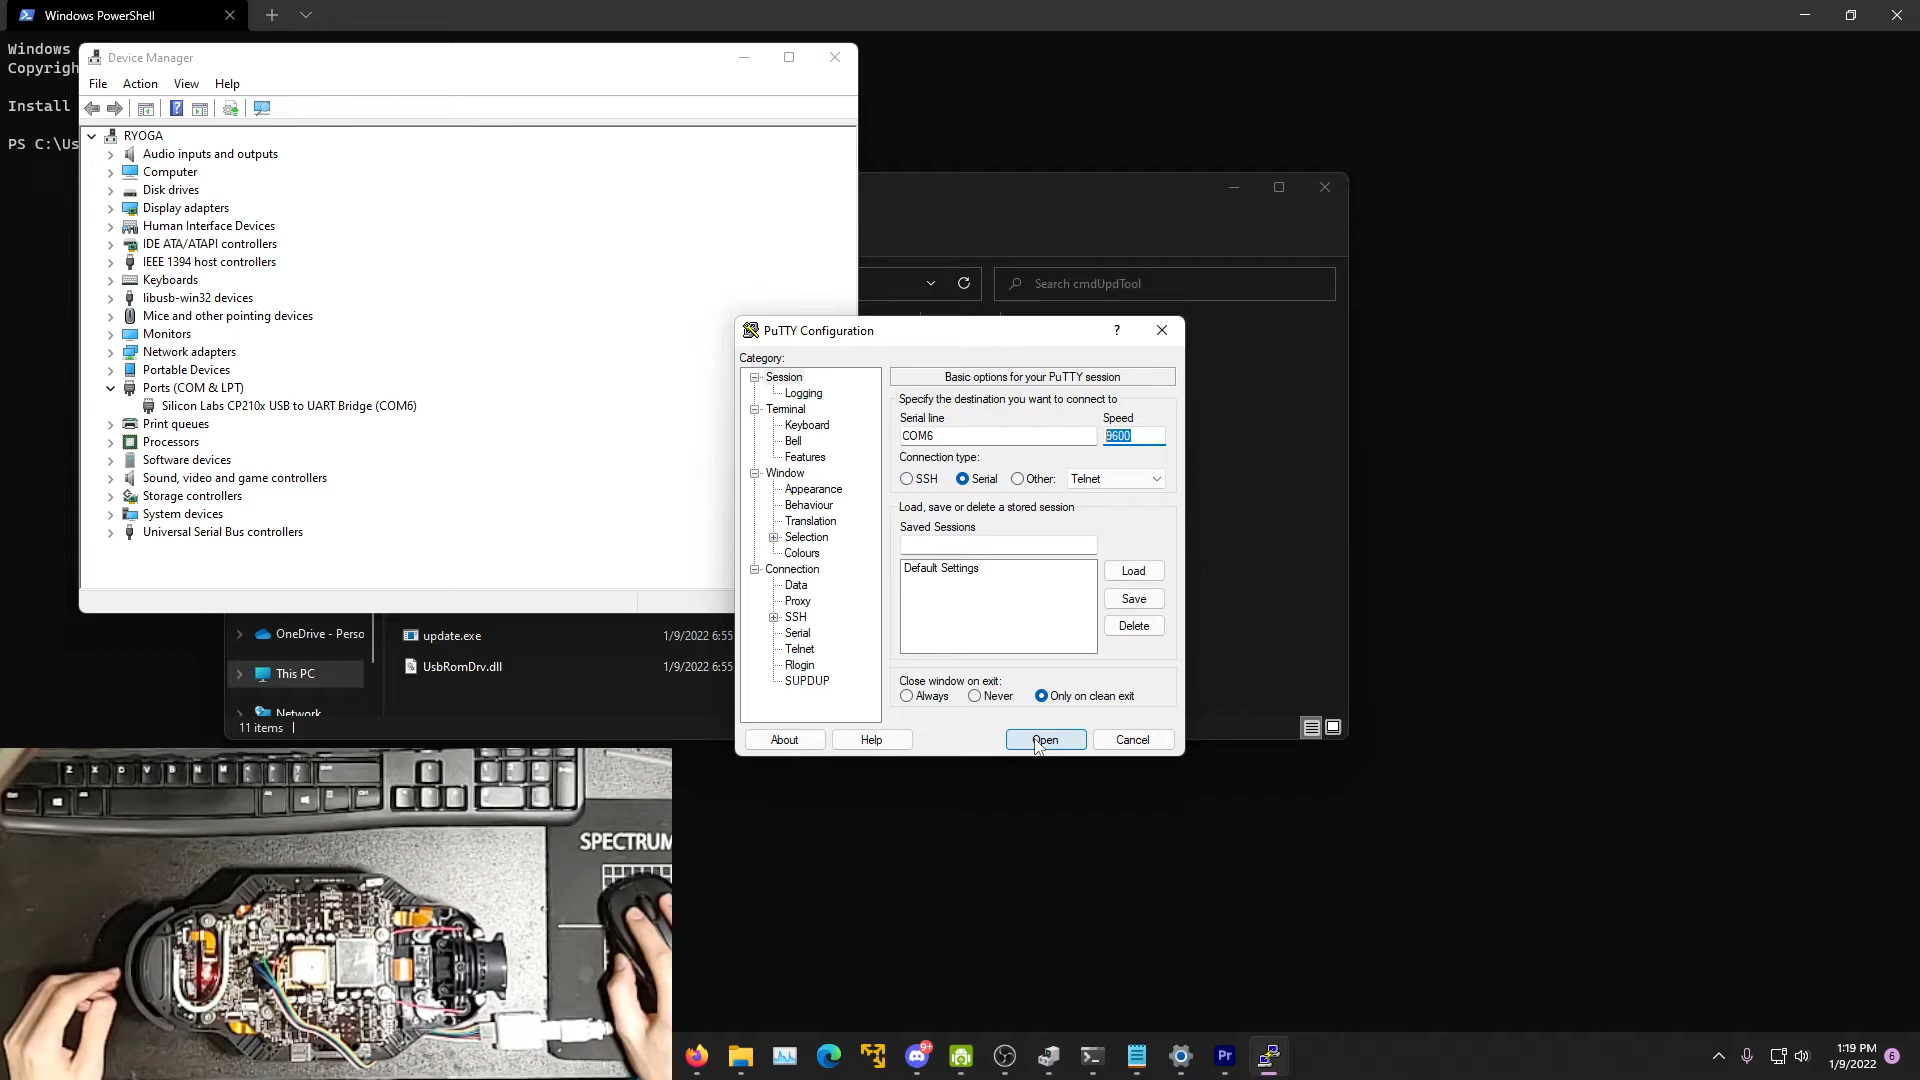 Windows PowerShell
Windows
Copyrigh
Install
PS C:\Us
Device Manager
File Action View Help
RYOGA
Audio inputs and outputs
Computer
Disk drives
Display adapters
Human Interface Devices
IDE ATA/ATAPI controllers
IEEE 1394 host controllers
Keyboards
libusb-win32 devices
Mice and other pointing devices
Monitors
Network adapters
Portable Devices
Ports (COM & LPT)
Silicon Labs CP210x USB to UART Bridge (COM6)
Print queues
Processors
Software devices
Sound, video and game controllers
Storage controllers
System devices
Universal Serial Bus controllers
Search cmdUpdTool
OneDrive - Perso
This PC
Network
update.exe 1/9/2022 6:55
UsbRomDrv.dll 1/9/2022 6:55
11 items
PuTTY Configuration
?
Category:
Session
Logging
Terminal
Keyboard
Bell
Features
Window
Appearance
Behaviour
Translation
Selection
Colours
Connection
Data
Proxy
SSH
Serial
Telnet
Rlogin
SUPDUP
Basic options for your PuTTY session
Specify the destination you want to connect to
Serial line Speed
COM6 9600
Connection type:
SSH Serial Other: Telnet
Load, save or delete a stored session
Saved Sessions
Default Settings
Load
Save
Delete
Close window on exit:
Always Never Only on clean exit
About Help Open Cancel
SPECTRUM
9+
Pr
1:19 PM
1/9/2022
6